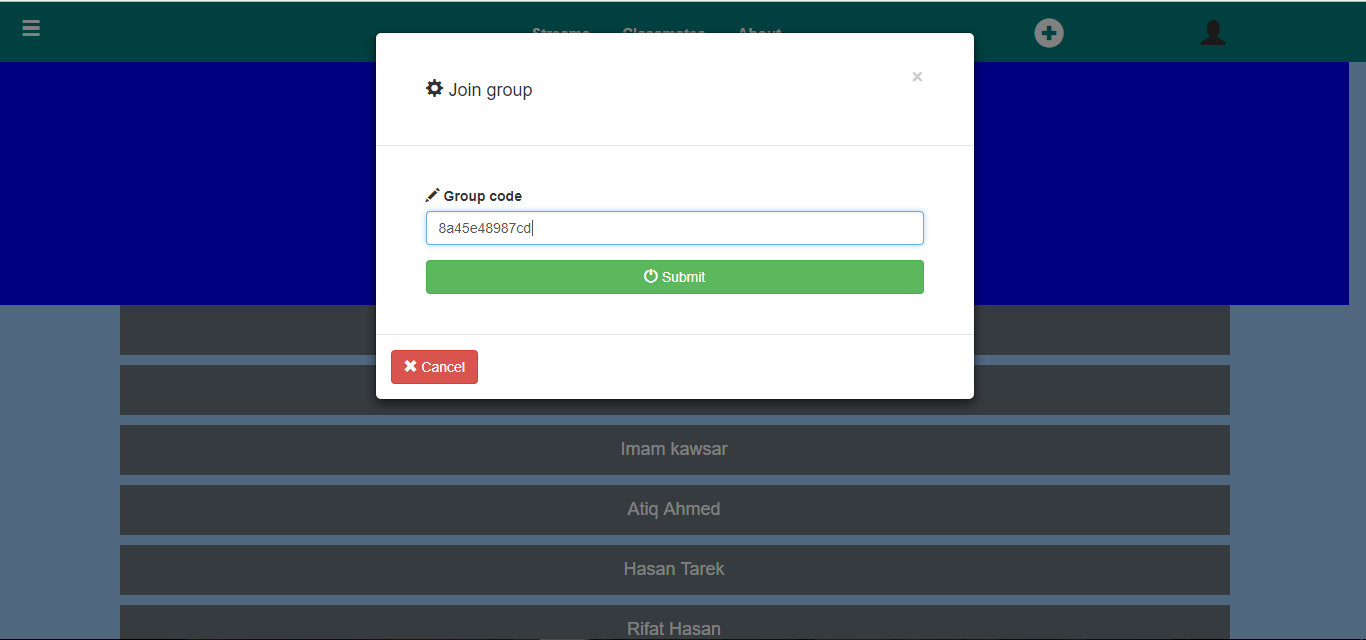 Streams Classmates About
Join group
×
Group code
8a45e48987cd
Submit
Cancel
Imam kawsar
Atiq Ahmed
Hasan Tarek
Rifat Hasan